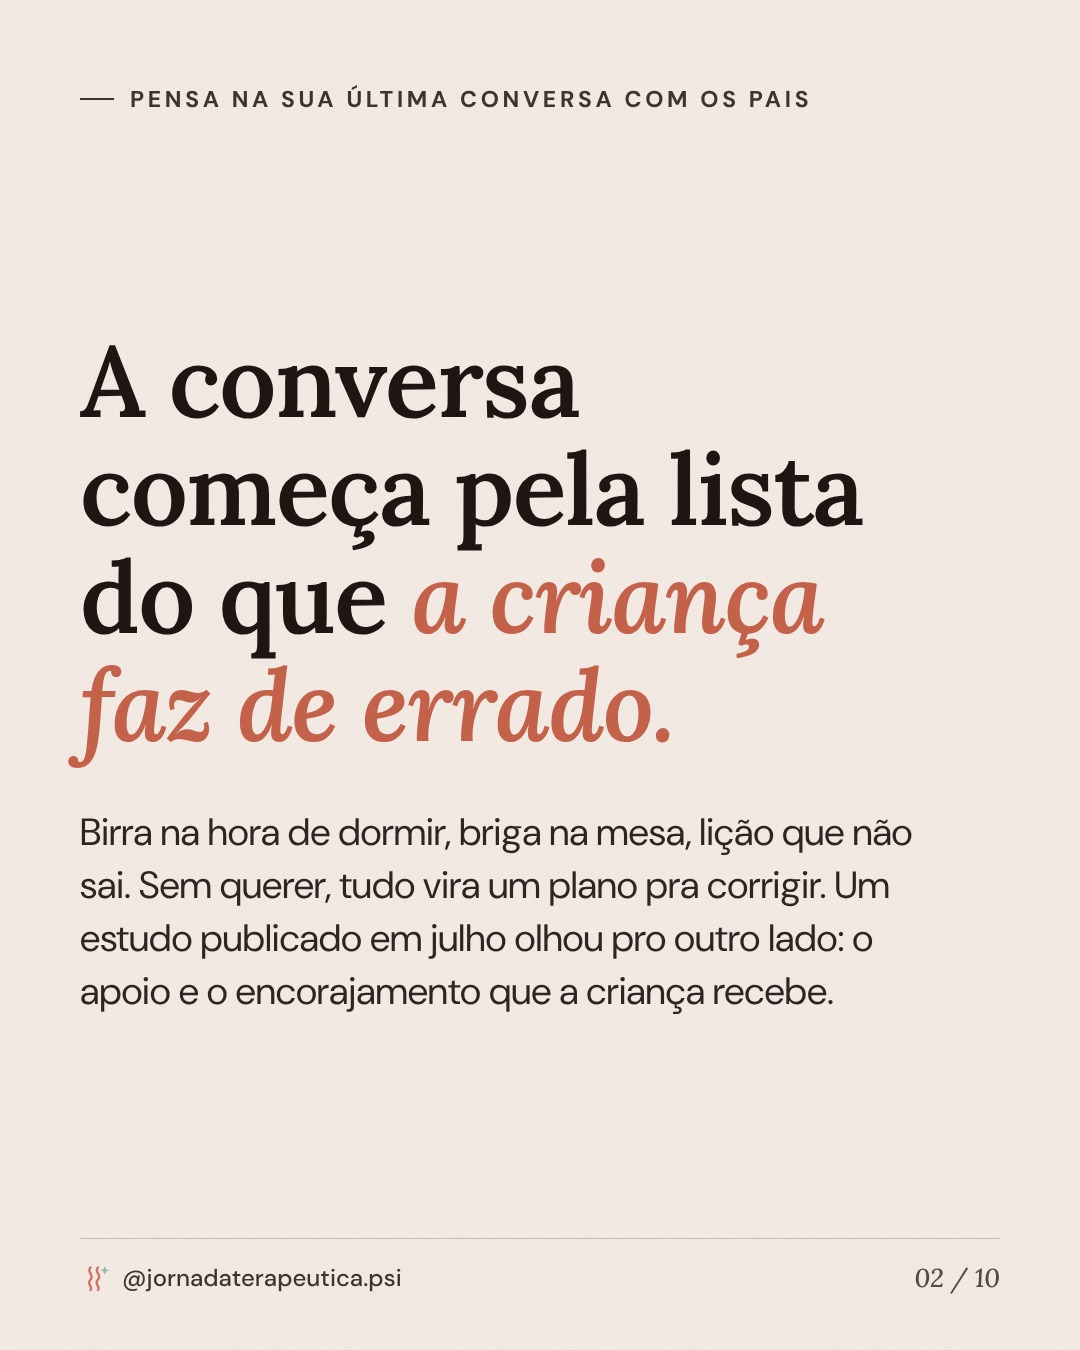 — PENSA NA SUA ÚLTIMA CONVERSA COM OS PAIS
A conversa
começa pela lista
do que a criança
faz de errado.
Birra na hora de dormir, briga na mesa, lição que não
sai. Sem querer, tudo vira um plano pra corrigir. Um
estudo publicado em julho olhou pro outro lado: o
apoio e o encorajamento que a criança recebe.
@jornadaterapeutica.psi
02 / 10